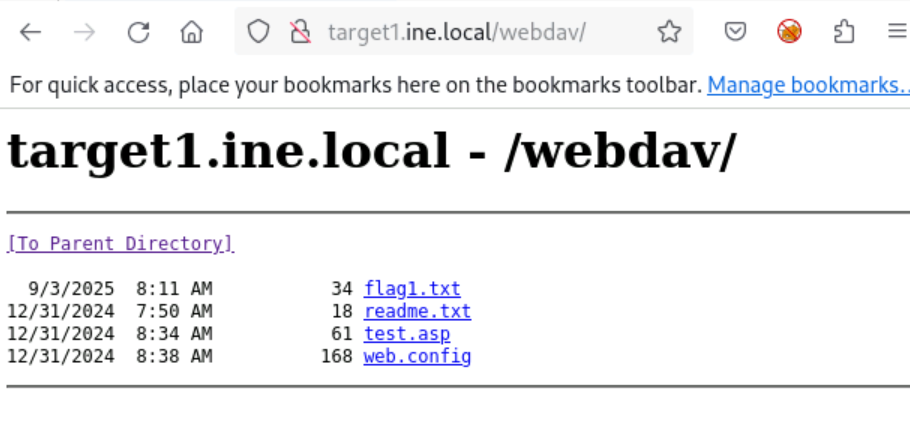 target1.ine.local/webdav/
For quick access, place your bookmarks here on the bookmarks toolbar. Manage bookmarks..
target1.ine.local - /webdav/
[To Parent Directory]
9/3/2025 8:11 AM 34 flag1.txt
12/31/2024 7:50 AM 18 readme.txt
12/31/2024 8:34 AM 61 test.asp
12/31/2024 8:38 AM 168 web.config